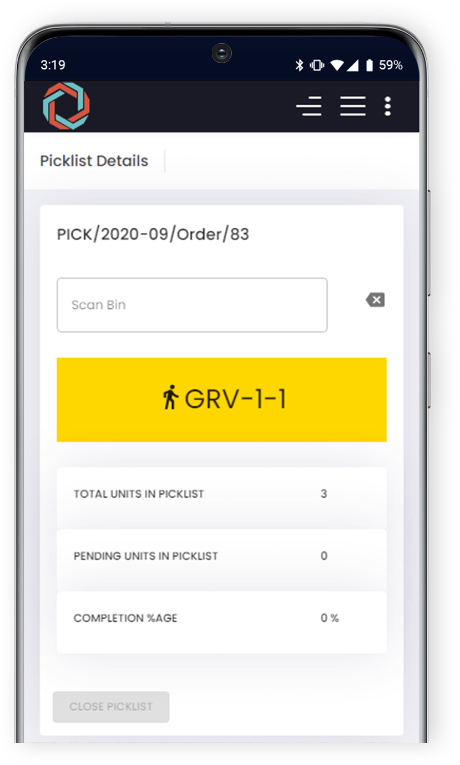 3:19
59%
Picklist Details
PICK/2020-09/Order/83
Scan Bin
GRV-1-1
TOTAL UNITS IN PICKLIST 3
PENDING UNITS IN PICKLIST 0
COMPLETION %AGE 0 %
CLOSE PICKLIST